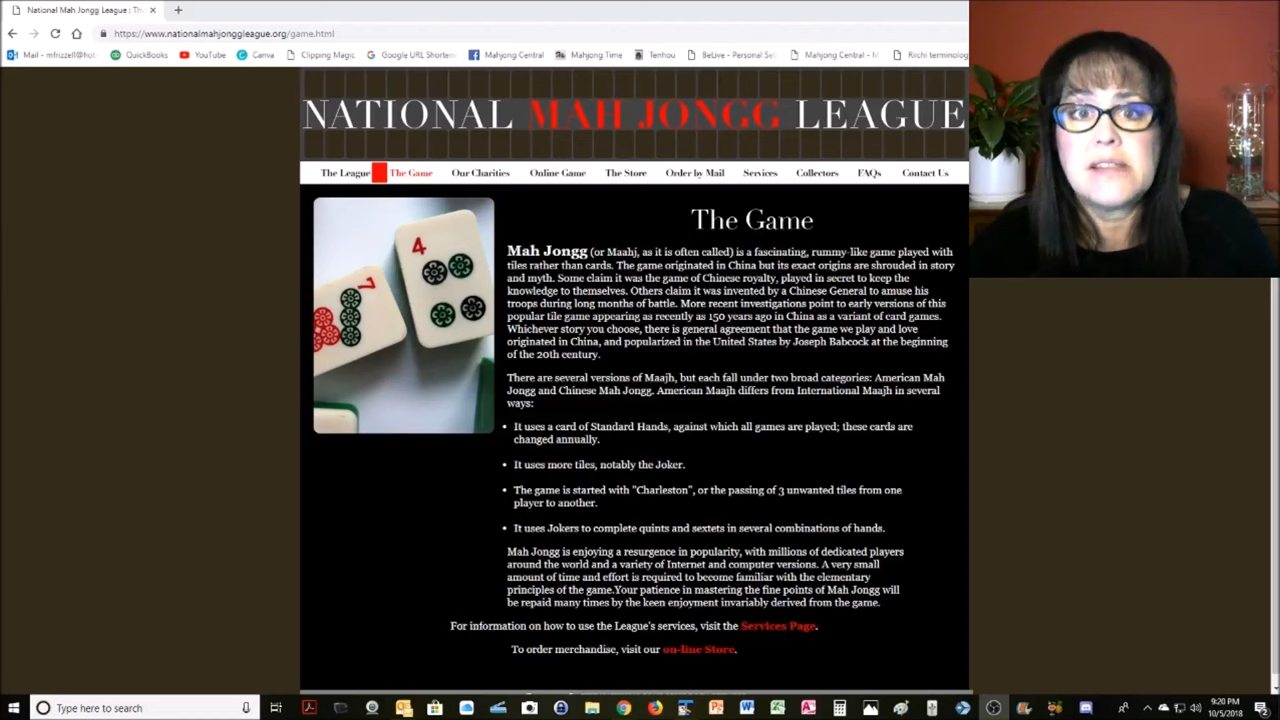 National Mah Jongg League : The
https://www.nationalmahjonggleague.org/game.html
Mail - mfrizzell@hot
QuickBooks
YouTube
Canva
Clipping Magic
Google URL Shorten
Mahjong Central
Mahjong Time
Tenhou
BeLive - Personal Se
Mahjong Central - M
Riichi terminology
NATIONAL MAH JONGG LEAGUE
The League The Game Our Charities Online Game The Store Order by Mail Services Collectors FAQs Contact Us
4
7
The Game
Mah Jongg (or Maahj, as it is often called) is a fascinating, rummy-like game played with
tiles rather than cards. The game originated in China but its exact origins are shrouded in story
and myth. Some claim it was the game of Chinese royalty, played in secret to keep the
knowledge to themselves. Others claim it was invented by a Chinese General to amuse his
troops during long months of battle. More recent investigations point to early versions of this
popular tile game appearing as recently as 150 years ago in China as a variant of card games.
Whichever story you choose, there is general agreement that the game we play and love
originated in China, and popularized in the United States by Joseph Babcock at the beginning
of the 20th century.
There are several versions of Maajh, but each fall under two broad categories: American Mah
Jongg and Chinese Mah Jongg. American Maajh differs from International Maajh in several
ways:
• It uses a card of Standard Hands, against which all games are played; these cards are
changed annually.
• It uses more tiles, notably the Joker.
• The game is started with "Charleston", or the passing of 3 unwanted tiles from one
player to another.
• It uses Jokers to complete quints and sextets in several combinations of hands.
Mah Jongg is enjoying a resurgence in popularity, with millions of dedicated players
around the world and a variety of Internet and computer versions. A very small
amount of time and effort is required to become familiar with the elementary
principles of the game.Your patience in mastering the fine points of Mah Jongg will
be repaid many times by the keen enjoyment invariably derived from the game.
For information on how to use the League's services, visit the Services Page.
To order merchandise, visit our on-line Store.
Type here to search
9:20 PM
10/5/2018
2